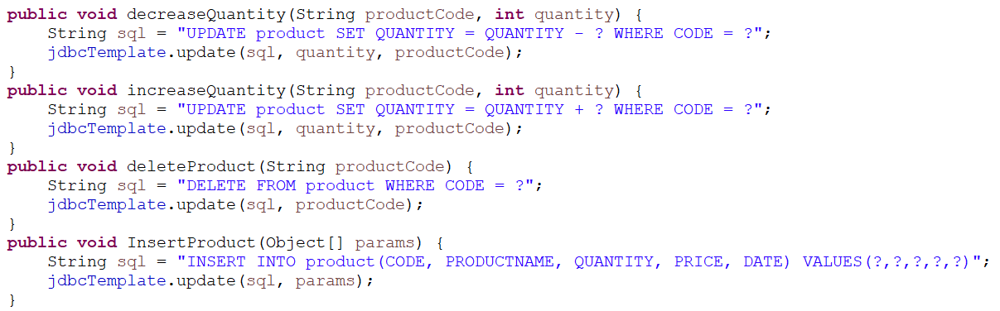 public void decreaseQuantity(String productCode, int quantity) {
    String sql = "UPDATE product SET QUANTITY = QUANTITY - ? WHERE CODE = ?";
    jdbcTemplate.update(sql, quantity, productCode);
}
public void increaseQuantity(String productCode, int quantity) {
    String sql = "UPDATE product SET QUANTITY = QUANTITY + ? WHERE CODE = ?";
    jdbcTemplate.update(sql, quantity, productCode);
}
public void deleteProduct(String productCode) {
    String sql = "DELETE FROM product WHERE CODE = ?";
    jdbcTemplate.update(sql, productCode);
}
public void InsertProduct(Object[] params) {
    String sql = "INSERT INTO product(CODE, PRODUCTNAME, QUANTITY, PRICE, DATE) VALUES(?,?,?,?,?)";
    jdbcTemplate.update(sql, params);
}